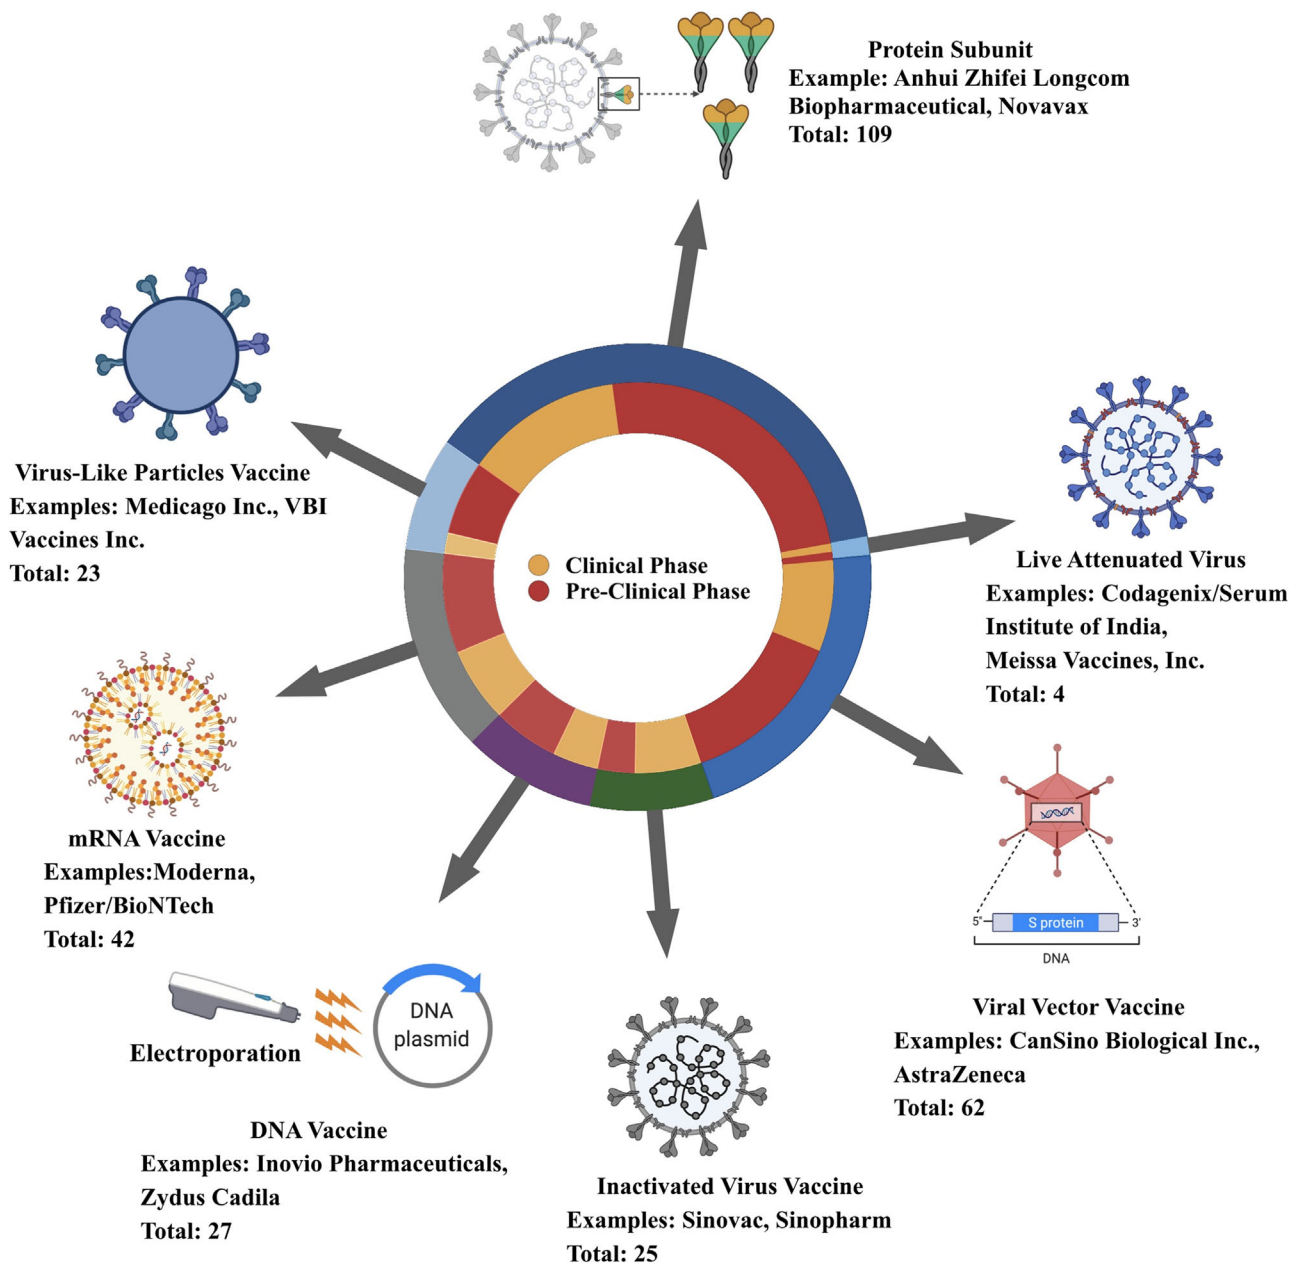 Protein Subunit
Example: Anhui Zhifei Longcom
Biopharmaceutical, Novavax
Total: 109
Virus-Like Particles Vaccine
Examples: Medicago Inc., VBI
Vaccines Inc.
Total: 23
Clinical Phase
Pre-Clinical Phase
Live Attenuated Virus
Examples: Codagenix/Serum
Institute of India,
Meissa Vaccines, Inc.
Total: 4
mRNA Vaccine
Examples:Moderna,
Pfizer/BioNTech
Total: 42
5"
S protein
3'
DNA
Viral Vector Vaccine
Examples: CanSino Biological Inc.,
AstraZeneca
Total: 62
Electroporation
DNA
plasmid
DNA Vaccine
Examples: Inovio Pharmaceuticals,
Zydus Cadila
Total: 27
Inactivated Virus Vaccine
Examples: Sinovac, Sinopharm
Total: 25